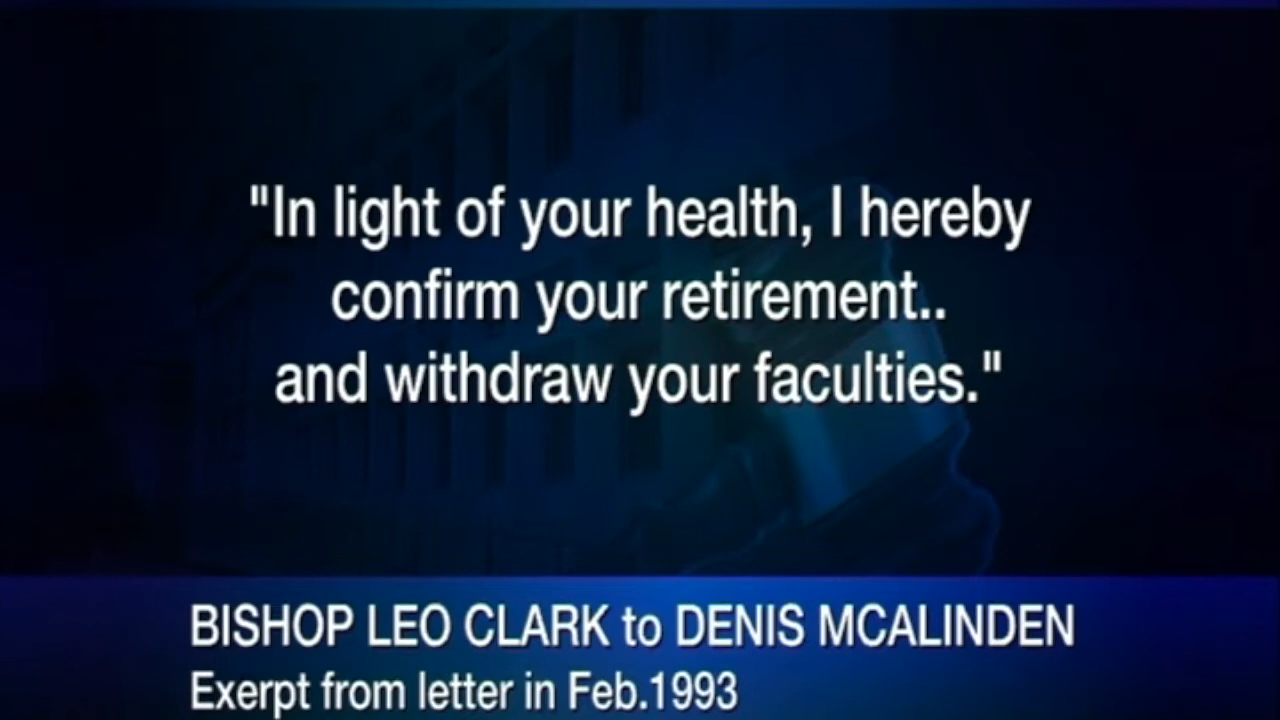 "In light of your health, I hereby
confirm your retirement..
and withdraw your faculties."
BISHOP LEO CLARK to DENIS MCALINDEN
Exerpt from letter in Feb.1993